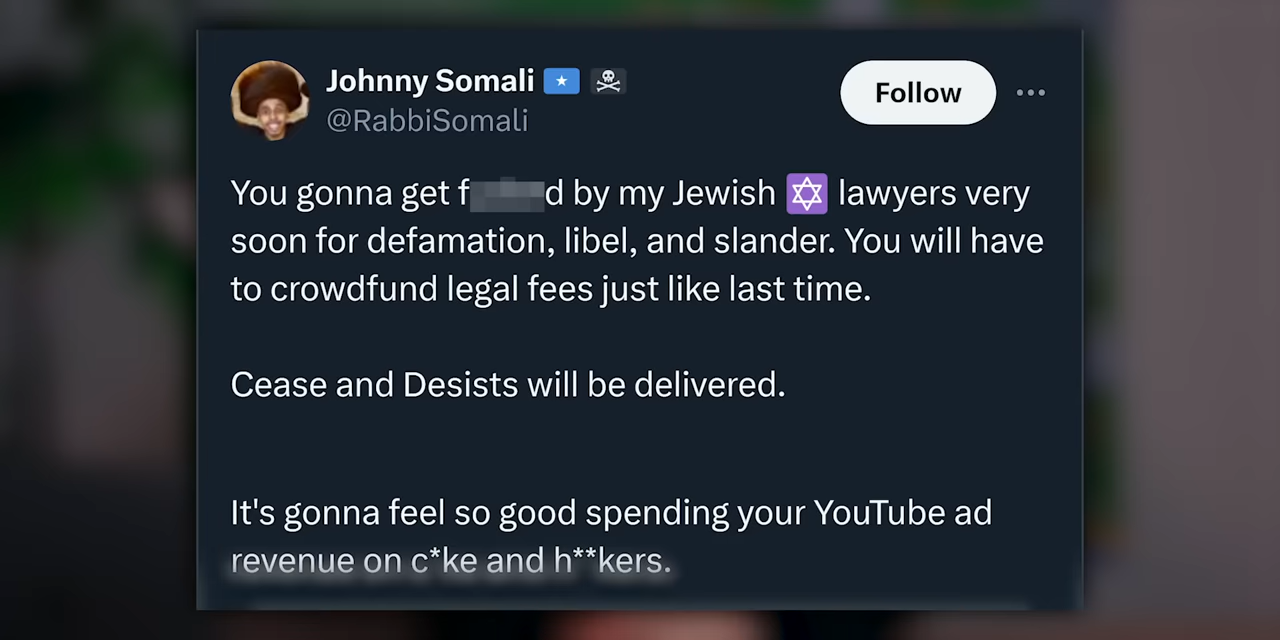 Johnny Somali
@RabbiSomali
Follow
You gonna get f d by my Jewish ✡ lawyers very
soon for defamation, libel, and slander. You will have
to crowdfund legal fees just like last time.
Cease and Desists will be delivered.
It's gonna feel so good spending your YouTube ad
revenue on c*ke and h**kers.